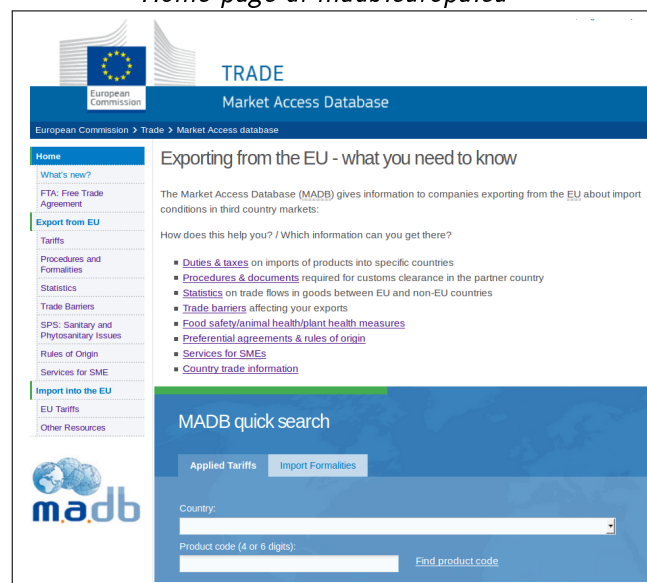 Home page di madb.europa.eu
European
Commission
TRADE
Market Access Database
European Commission > Trade > Market Access database
Home
What's new?
FTA: Free Trade
Agreement
Export from EU
Tariffs
Procedures and
Formalities
Statistics
Trade Barriers
SPS: Sanitary and
Phytosanitary Issues
Rules of Origin
Services for SME
Import into the EU
EU Tariffs
Other Resources
madb
Exporting from the EU - what you need to know
The Market Access Database (MADB) gives information to companies exporting from the EU about import
conditions in third country markets:
How does this help you? / Which information can you get there?
Duties & taxes on imports of products into specific countries
Procedures & documents required for customs clearance in the partner country
Statistics on trade flows in goods between EU and non-EU countries
Trade barriers affecting your exports
Food safety/animal health/plant health measures
Preferential agreements & rules of origin
Services for SMEs
Country trade information
MADB quick search
Applied Tariffs
Import Formalities
Country:
Product code (4 or 6 digits):
Find product code